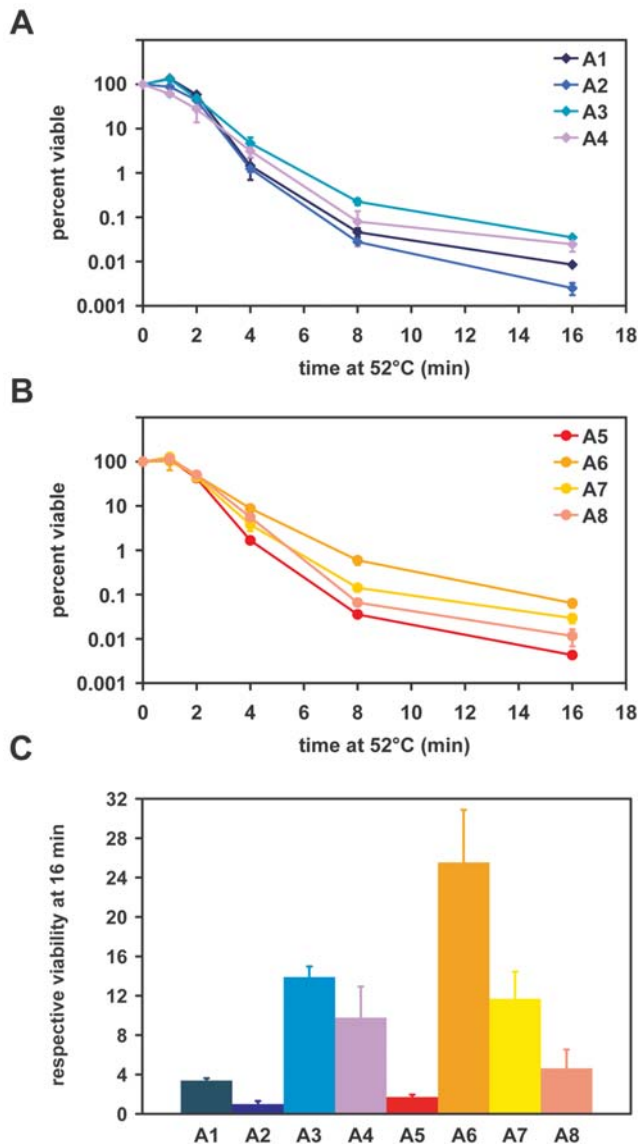 A
percent viable
100
10
1
0.1
0.01
0.001
0 2 4 6 8 10 12 14 16 18
time at 52°C (min)
A1
A2
A3
A4
B
percent viable
100
10
1
0.1
0.01
0.001
0 2 4 6 8 10 12 14 16 18
time at 52°C (min)
A5
A6
A7
A8
C
respective viability at 16 min
32
28
24
20
16
12
8
4
0
A1 A2 A3 A4 A5 A6 A7 A8